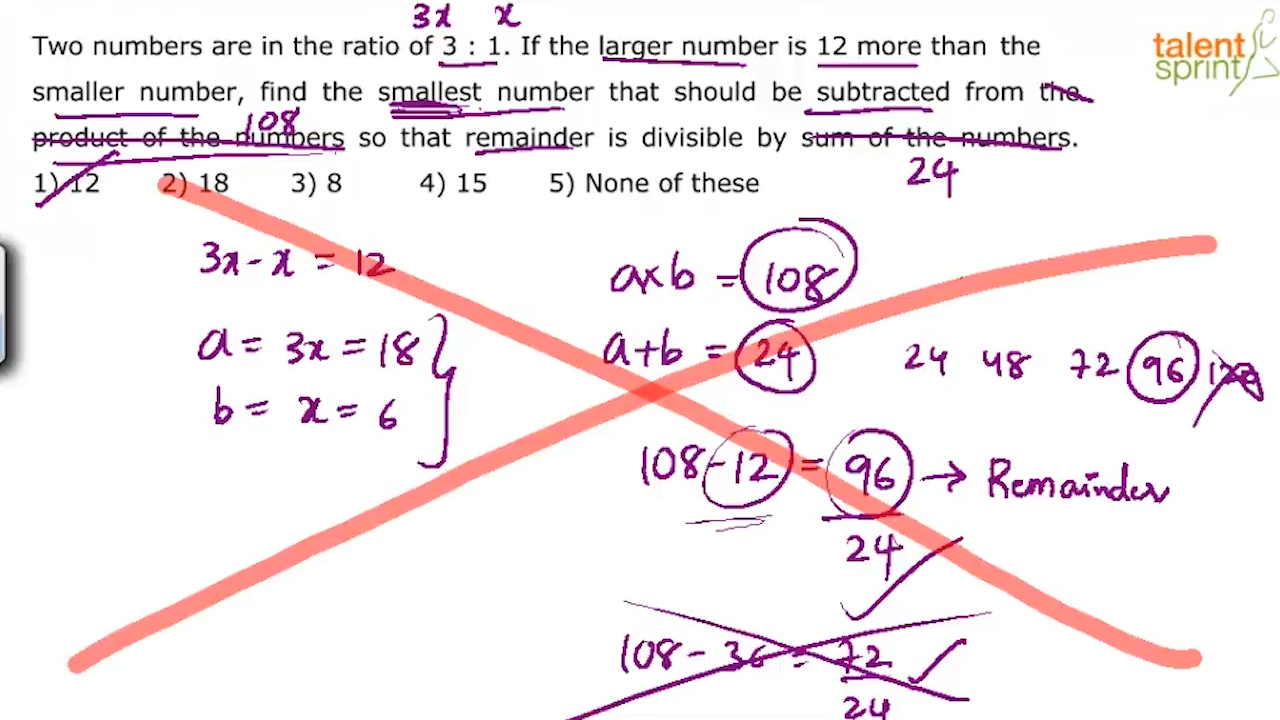 3x x
talent
sprint
Two numbers are in the ratio of 3 : 1. If the larger number is 12 more than the
smaller number, find the smallest number that should be subtracted from the
108
product of the numbers so that remainder is divisible by sum of the numbers.
24
1) 12 2) 18 3) 8 4) 15 5) None of these
3x - x = 12
a = 3x = 18
b = x = 6
a×b = 108
a+b = 24
24 48 72 96
108 - 12 = 96 → Remainder
24
108 - 36 = 72
24